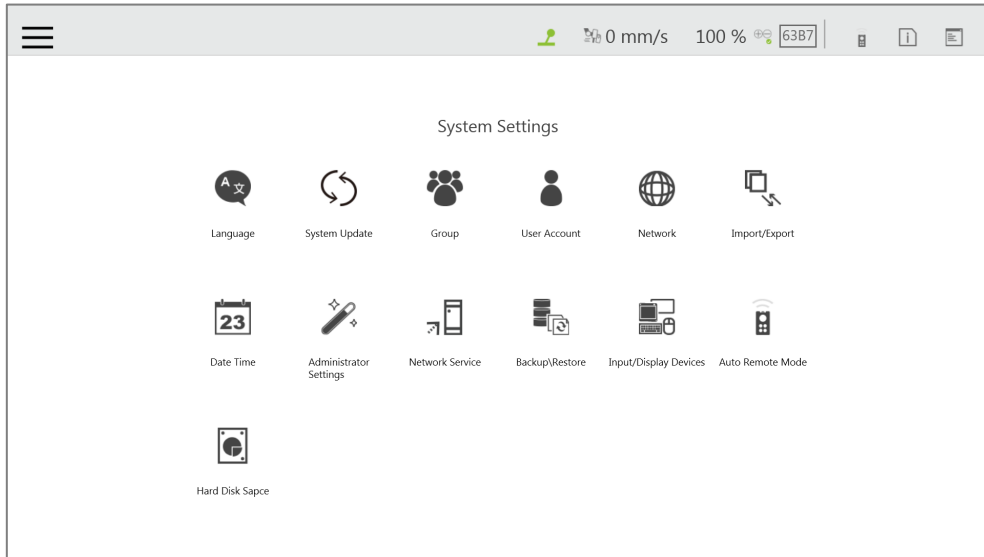 0 mm/s 100 % 63B7
System Settings
A 文
Language System Update Group User Account Network Import/Export
23
Date Time Administrator Settings Network Service Backup\Restore Input/Display Devices Auto Remote Mode
Hard Disk Sapce